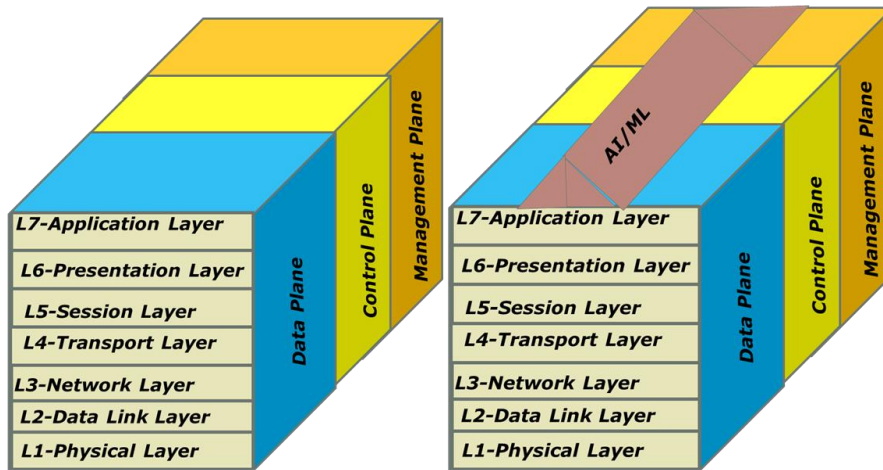 L7-Application Layer
L6-Presentation Layer
L5-Session Layer
L4-Transport Layer
L3-Network Layer
L2-Data Link Layer
L1-Physical Layer
Data Plane
Control Plane
Management Plane
AI/ML
L7-Application Layer
L6-Presentation Layer
L5-Session Layer
L4-Transport Layer
L3-Network Layer
L2-Data Link Layer
L1-Physical Layer
Data Plane
Control Plane
Management Plane